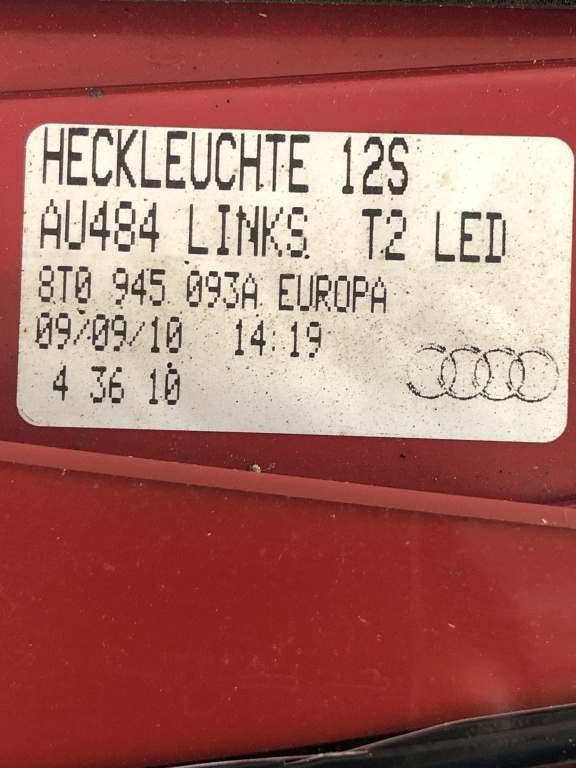 HECKLEUCHTE 12S
AU484 LINKS T2 LED
8T0 945 093A EUROPA
09/09/10 14:19
4 36 10